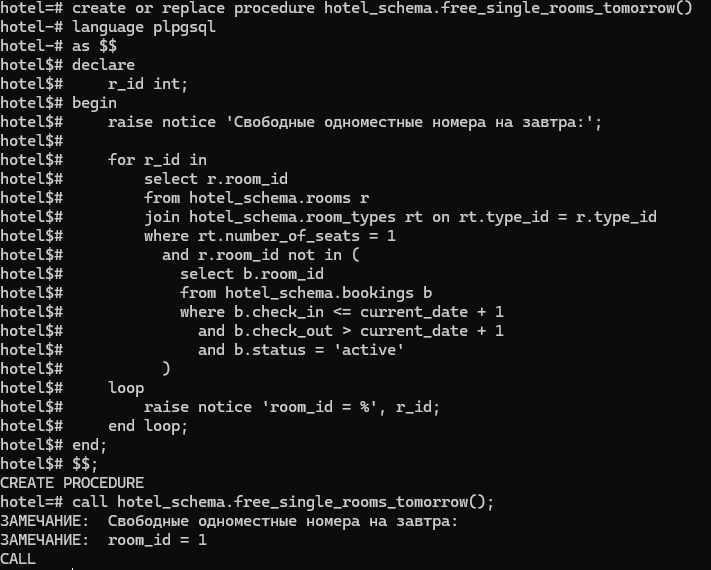 hotel=# create or replace procedure hotel_schema.free_single_rooms_tomorrow()
hotel-# language plpgsql
hotel-# as $$
hotel$# declare
hotel$#     r_id int;
hotel$# begin
hotel$#     raise notice 'Свободные одноместные номера на завтра:';
hotel$#
hotel$#     for r_id in
hotel$#         select r.room_id
hotel$#         from hotel_schema.rooms r
hotel$#         join hotel_schema.room_types rt on rt.type_id = r.type_id
hotel$#         where rt.number_of_seats = 1
hotel$#           and r.room_id not in (
hotel$#             select b.room_id
hotel$#             from hotel_schema.bookings b
hotel$#             where b.check_in <= current_date + 1
hotel$#               and b.check_out > current_date + 1
hotel$#               and b.status = 'active'
hotel$#           )
hotel$#     loop
hotel$#         raise notice 'room_id = %', r_id;
hotel$#     end loop;
hotel$# end;
hotel$# $$;
CREATE PROCEDURE
hotel=# call hotel_schema.free_single_rooms_tomorrow();
ЗАМЕЧАНИЕ:  Свободные одноместные номера на завтра:
ЗАМЕЧАНИЕ:  room_id = 1
CALL